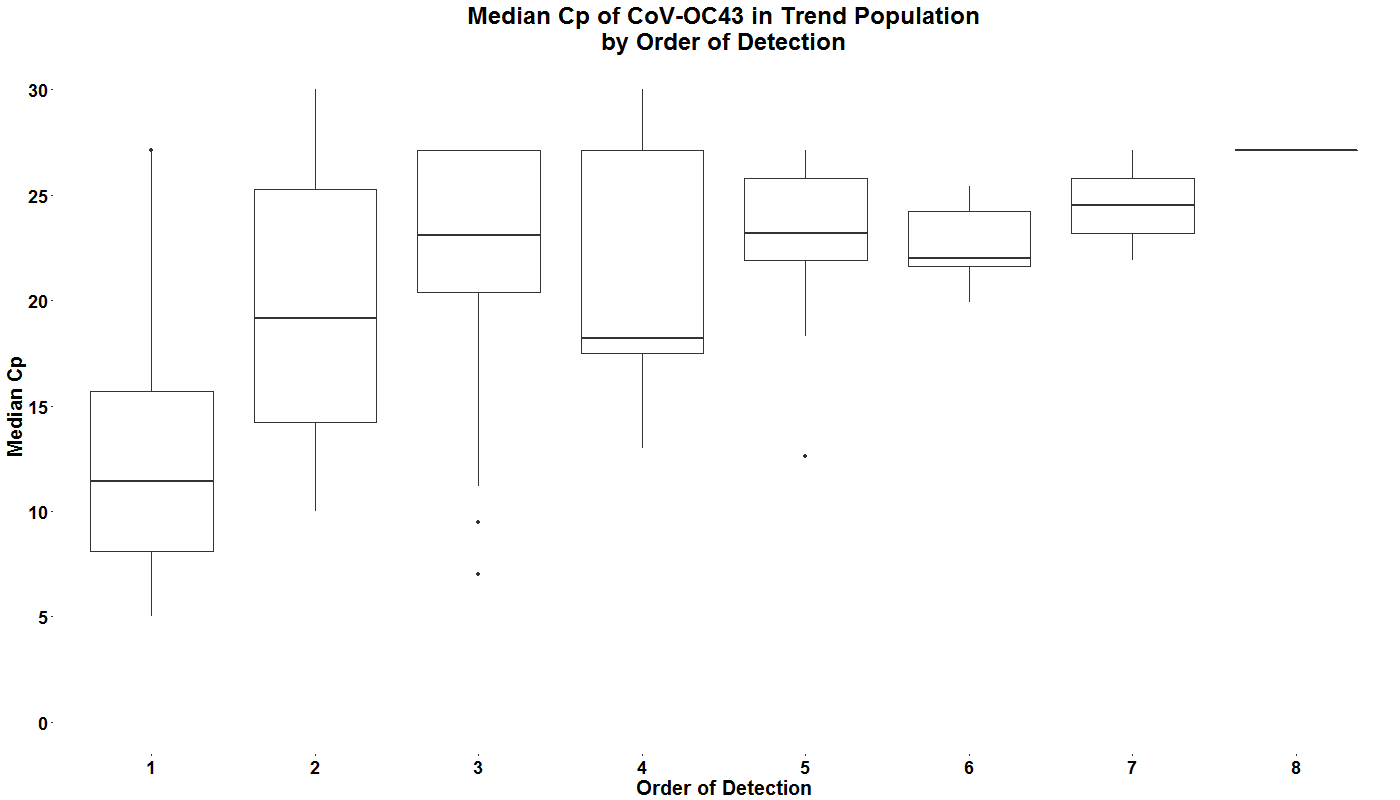 Median Cp of CoV-OC43 in Trend Population
by Order of Detection
30
25
20
15
10
5
0
Median Cp
1 2 3 4 5 6 7 8
Order of Detection